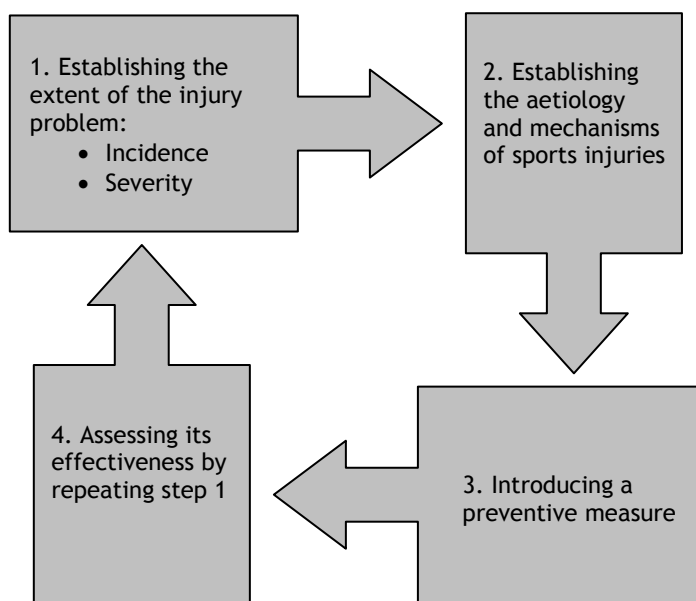 1. Establishing the
extent of the injury
problem:
• Incidence
• Severity
2. Establishing
the aetiology
and mechanisms
of sports injuries
3. Introducing a
preventive measure
4. Assessing its
effectiveness by
repeating step 1